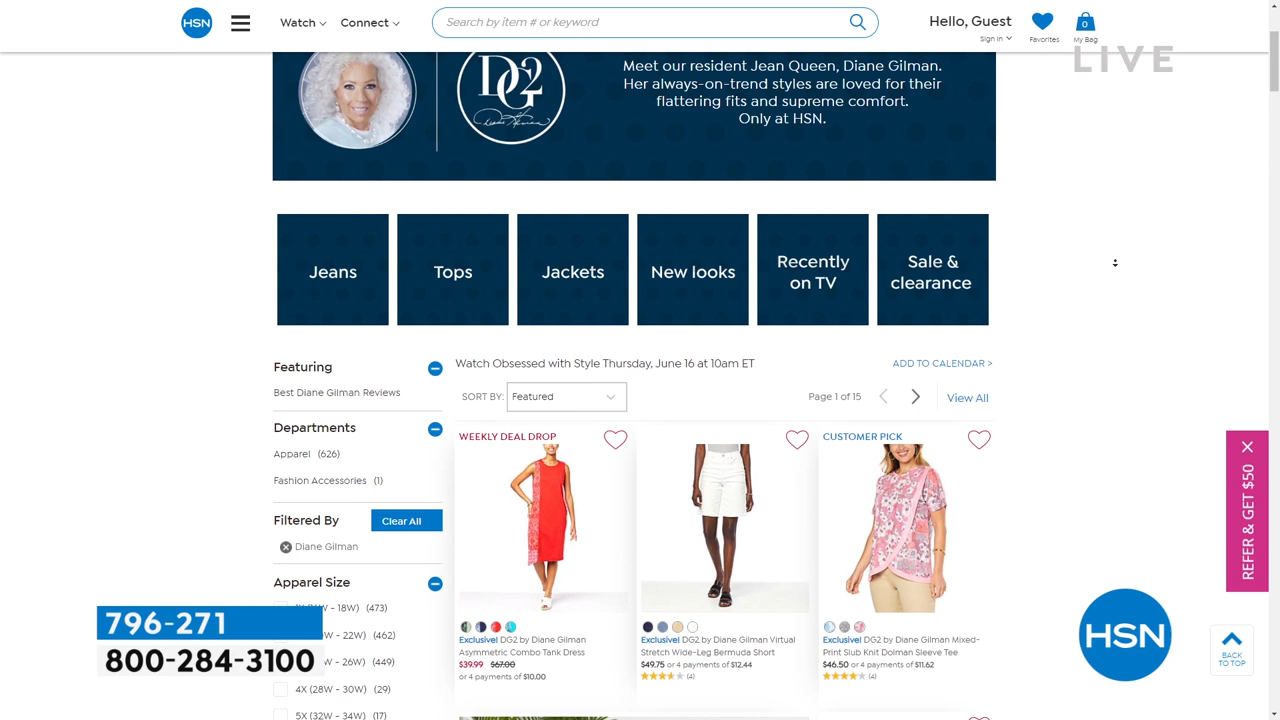 HSN
Watch
Connect
Search by item # or keyword
Hello, Guest
Sign In
Favorites
0
My Bag
LIVE
DG2
Meet our resident Jean Queen, Diane Gilman.
Her always-on-trend styles are loved for their
flattering fits and supreme comfort.
Only at HSN.
Jeans
Tops
Jackets
New looks
Recently
on TV
Sale &
clearance
Featuring
Best Diane Gilman Reviews
Departments
Apparel (626)
Fashion Accessories (1)
Filtered By
Clear All
Diane Gilman
Apparel Size
- 18W) (473)
- 22W) (462)
- 26W) (449)
4X (28W - 30W) (29)
5X (32W - 34W) (17)
Watch Obsessed with Style Thursday, June 16 at 10am ET
ADD TO CALENDAR >
SORT BY: Featured
Page 1 of 15
View All
WEEKLY DEAL DROP
Exclusive! DG2 by Diane Gilman
Asymmetric Combo Tank Dress
$39.99 $67.00
or 4 payments of $10.00
Exclusive! DG2 by Diane Gilman Virtual
Stretch Wide-Leg Bermuda Short
$49.75 or 4 payments of $12.44
(4)
CUSTOMER PICK
Exclusive! DG2 by Diane Gilman Mixed-
Print Slub Knit Dolman Sleeve Tee
$46.50 or 4 payments of $11.62
(4)
REFER & GET $50
796-271
800-284-3100
HSN
BACK
TO TOP